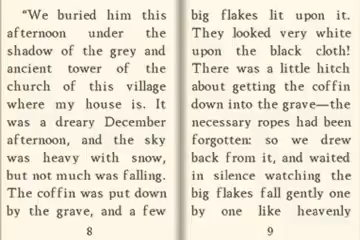 “We buried him this
afternoon under the
shadow of the grey and
ancient tower of the
church of this village
where my house is. It
was a dreary December
afternoon, and the sky
was heavy with snow,
but not much was falling.
The coffin was put down
by the grave, and a few
8
big flakes lit upon it.
They looked very white
upon the black cloth!
There was a little hitch
about getting the coffin
down into the grave—the
necessary ropes had been
forgotten: so we drew
back from it, and waited
in silence watching the
big flakes fall gently one
by one like heavenly
9